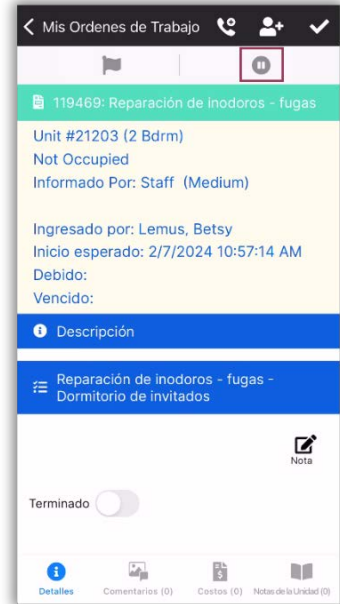 Mis Ordenes de Trabajo
119469: Reparación de inodoros - fugas
Unit #21203 (2 Bdrm)
Not Occupied
Informado Por: Staff (Medium)
Ingresado por: Lemus, Betsy
Inicio esperado: 2/7/2024 10:57:14 AM
Debido:
Vencido:
Descripción
Reparación de inodoros - fugas -
Dormitorio de invitados
Nota
Terminado
Detalles Comentarios (0) Costos (0) Notas de la Unidad (0)